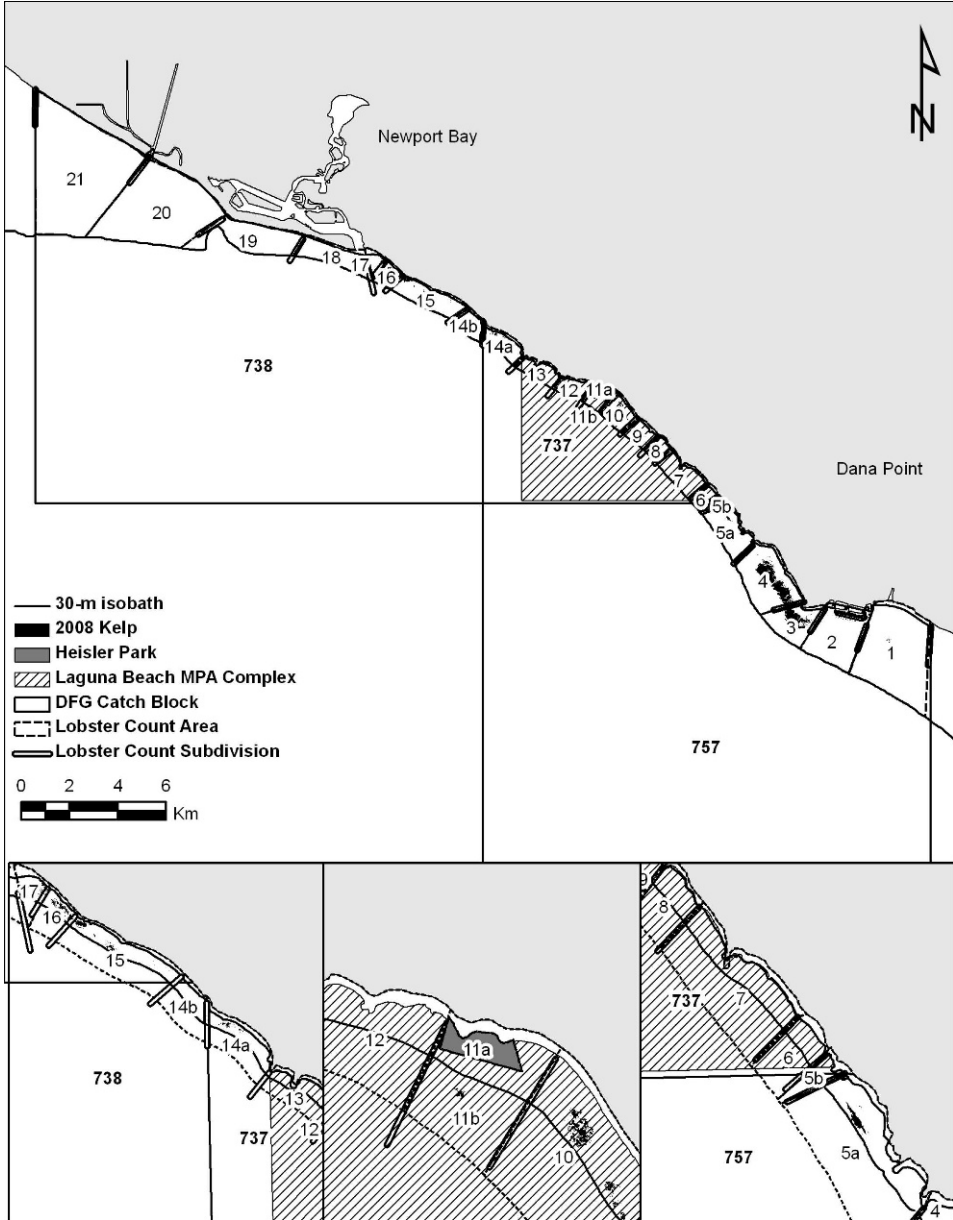 N
Newport Bay
21
20
19
18
17
16
15
14b
14a
738
13
12
11a
11b
10
737
9
8
Dana Point
7
6
5b
5a
4
3
2
1
30-m isobath
2008 Kelp
Heisler Park
Laguna Beach MPA Complex
DFG Catch Block
Lobster Count Area
Lobster Count Subdivision
757
0 2 4 6
Km
17
16
15
14b
14a
738
13
737
12
12
11a
11b
10
9
8
737
7
6
5b
757
5a
4